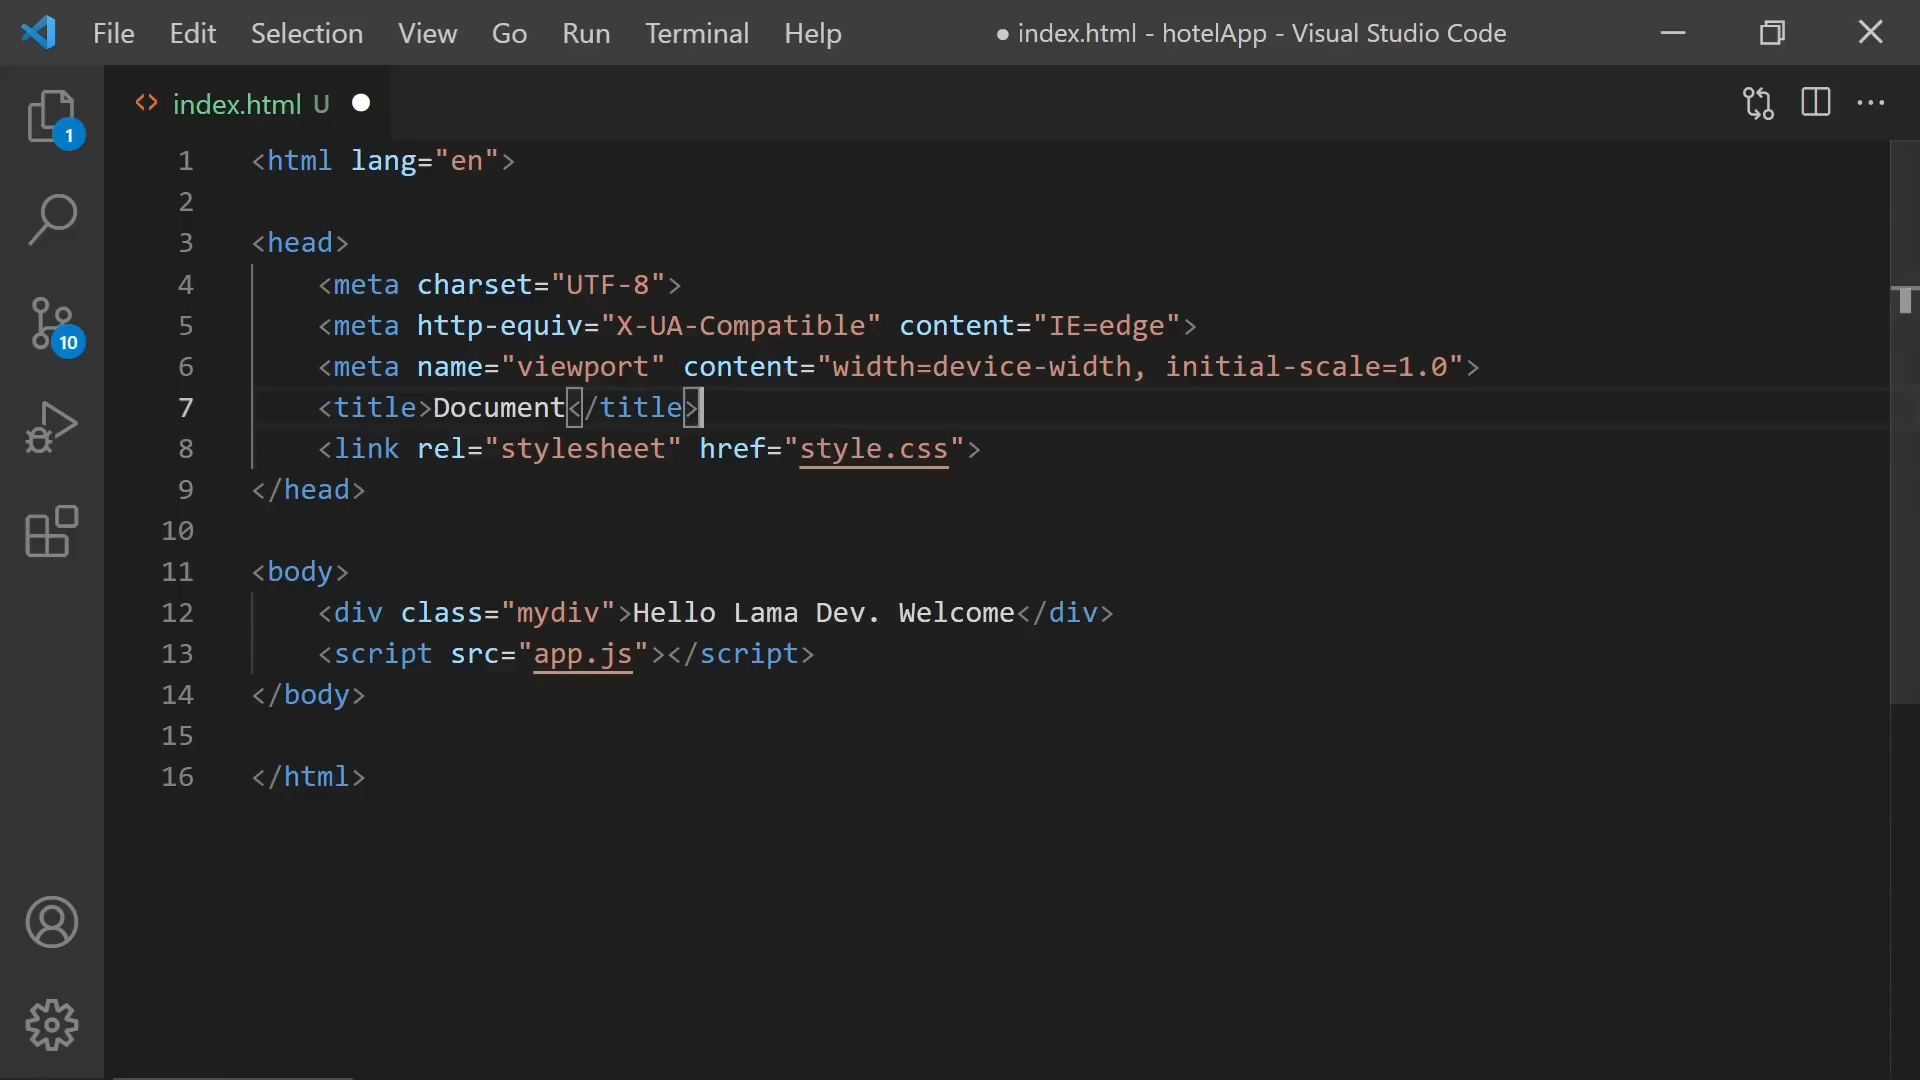 File Edit Selection View Go Run Terminal Help ● index.html - hotelApp - Visual Studio Code
index.html U
1
10
1 <html lang="en">
2
3 <head>
4 <meta charset="UTF-8">
5 <meta http-equiv="X-UA-Compatible" content="IE=edge">
6 <meta name="viewport" content="width=device-width, initial-scale=1.0">
7 <title>Document</title>
8 <link rel="stylesheet" href="style.css">
9 </head>
10
11 <body>
12 <div class="mydiv">Hello Lama Dev. Welcome</div>
13 <script src="app.js"></script>
14 </body>
15
16 </html>